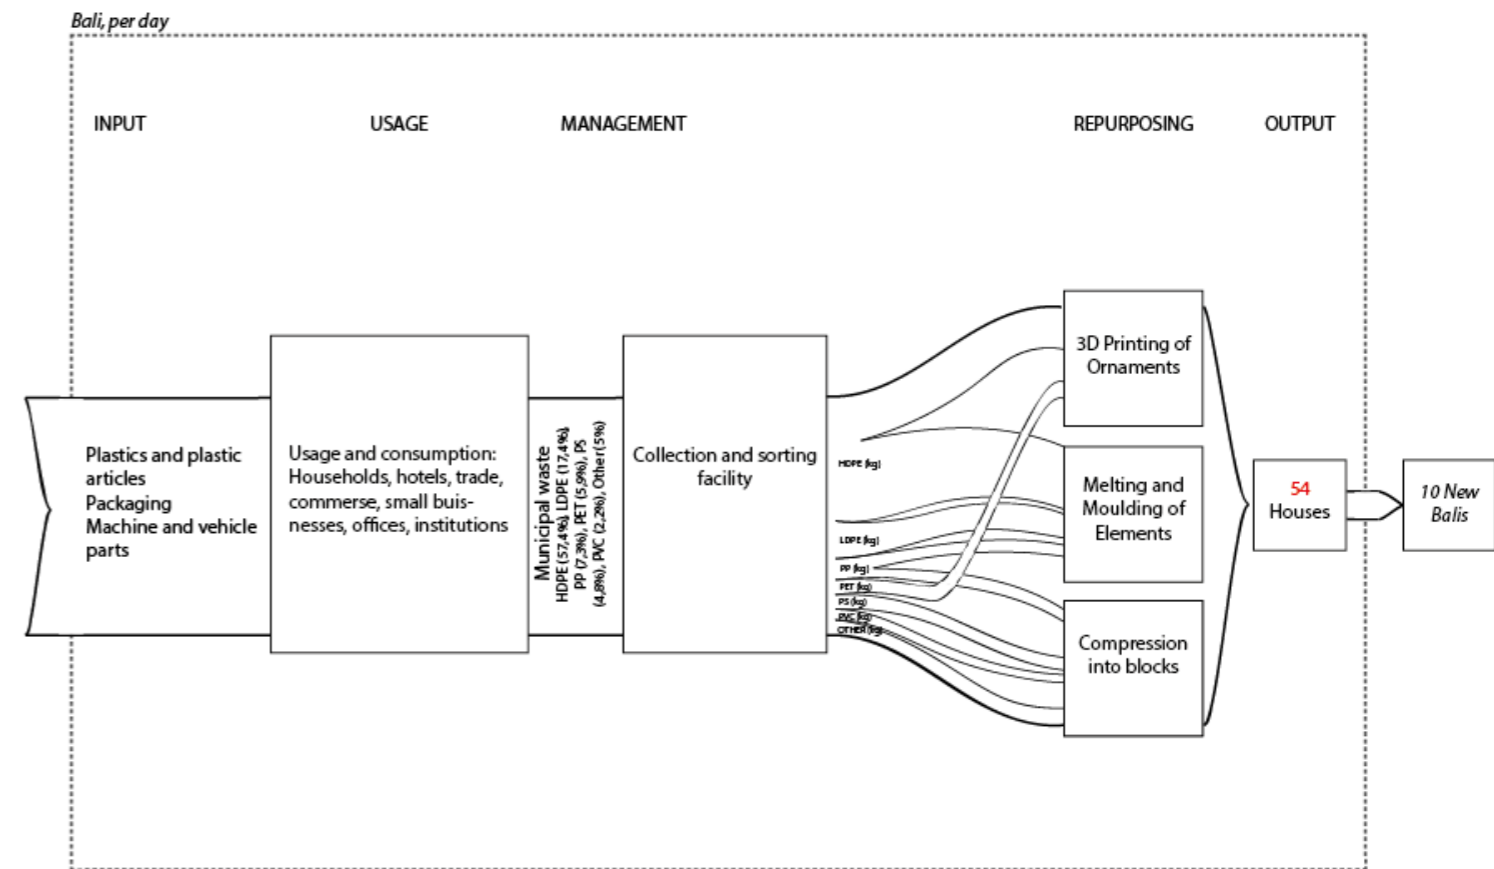 Bali, per day
INPUT
USAGE
MANAGEMENT
REPURPOSING
OUTPUT
Plastics and plastic
articles
Packaging
Machine and vehicle
parts
Usage and consumption:
Households, hotels, trade,
commerse, small buis-
nesses, offices, institutions
Municipal waste
HDPE (57,4%), LDPE (17,4%),
PP (7,3%), PET (5,9%), PS
(4,8%), PVC (2,2%), Other (5%)
Collection and sorting
facility
HDPE (kg)
LDPE (kg)
PP (kg)
PET (kg)
PS (kg)
PVC (kg)
OTHER (kg)
3D Printing of
Ornaments
Melting and
Moulding of
Elements
Compression
into blocks
54
Houses
10 New
Balis